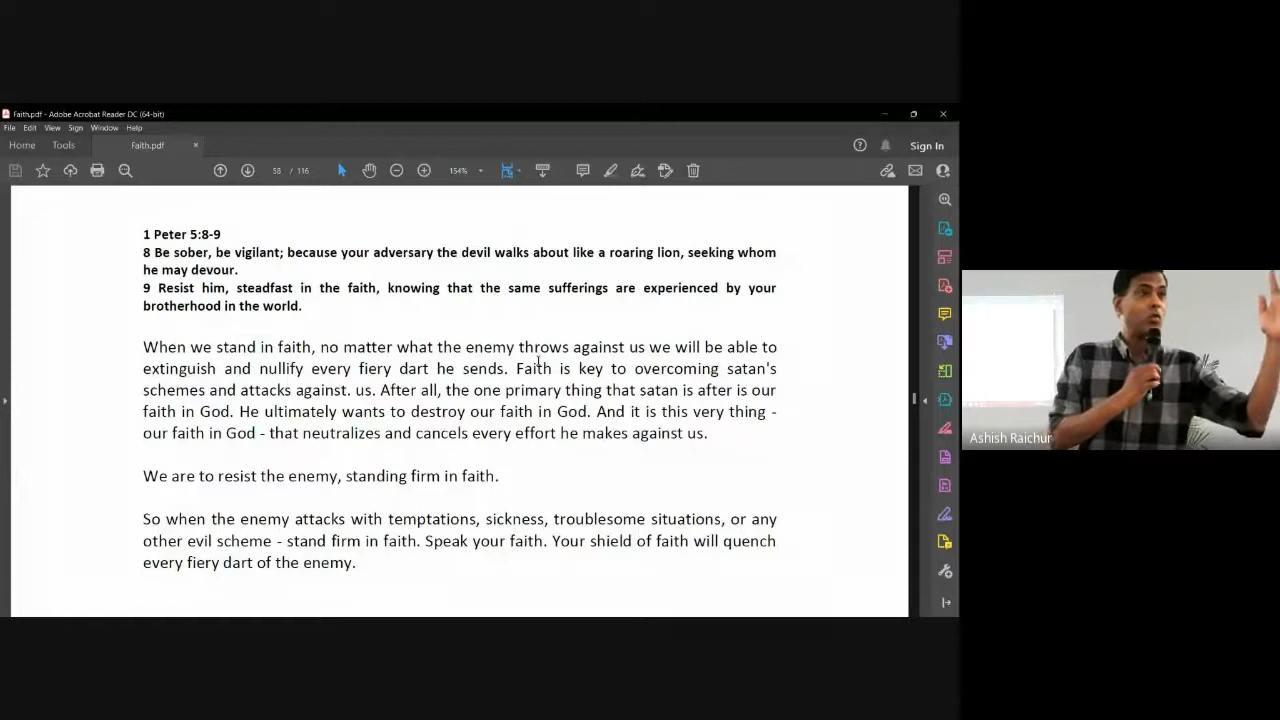 Faith.pdf - Adobe Acrobat Reader DC (64-bit)
File Edit View Sign Window Help
Home Tools Faith.pdf × Sign In
58 / 116 154%
1 Peter 5:8-9
8 Be sober, be vigilant; because your adversary the devil walks about like a roaring lion, seeking whom
he may devour.
9 Resist him, steadfast in the faith, knowing that the same sufferings are experienced by your
brotherhood in the world.
When we stand in faith, no matter what the enemy throws against us we will be able to
extinguish and nullify every fiery dart he sends. Faith is key to overcoming satan's
schemes and attacks against. us. After all, the one primary thing that satan is after is our
faith in God. He ultimately wants to destroy our faith in God. And it is this very thing -
our faith in God - that neutralizes and cancels every effort he makes against us.
We are to resist the enemy, standing firm in faith.
So when the enemy attacks with temptations, sickness, troublesome situations, or any
other evil scheme - stand firm in faith. Speak your faith. Your shield of faith will quench
every fiery dart of the enemy.
Ashish Raichur